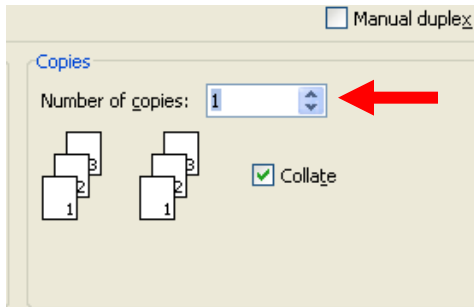 Manual duplex
Copies
Number of copies: 1
3 3
2 2
1 1
Collate